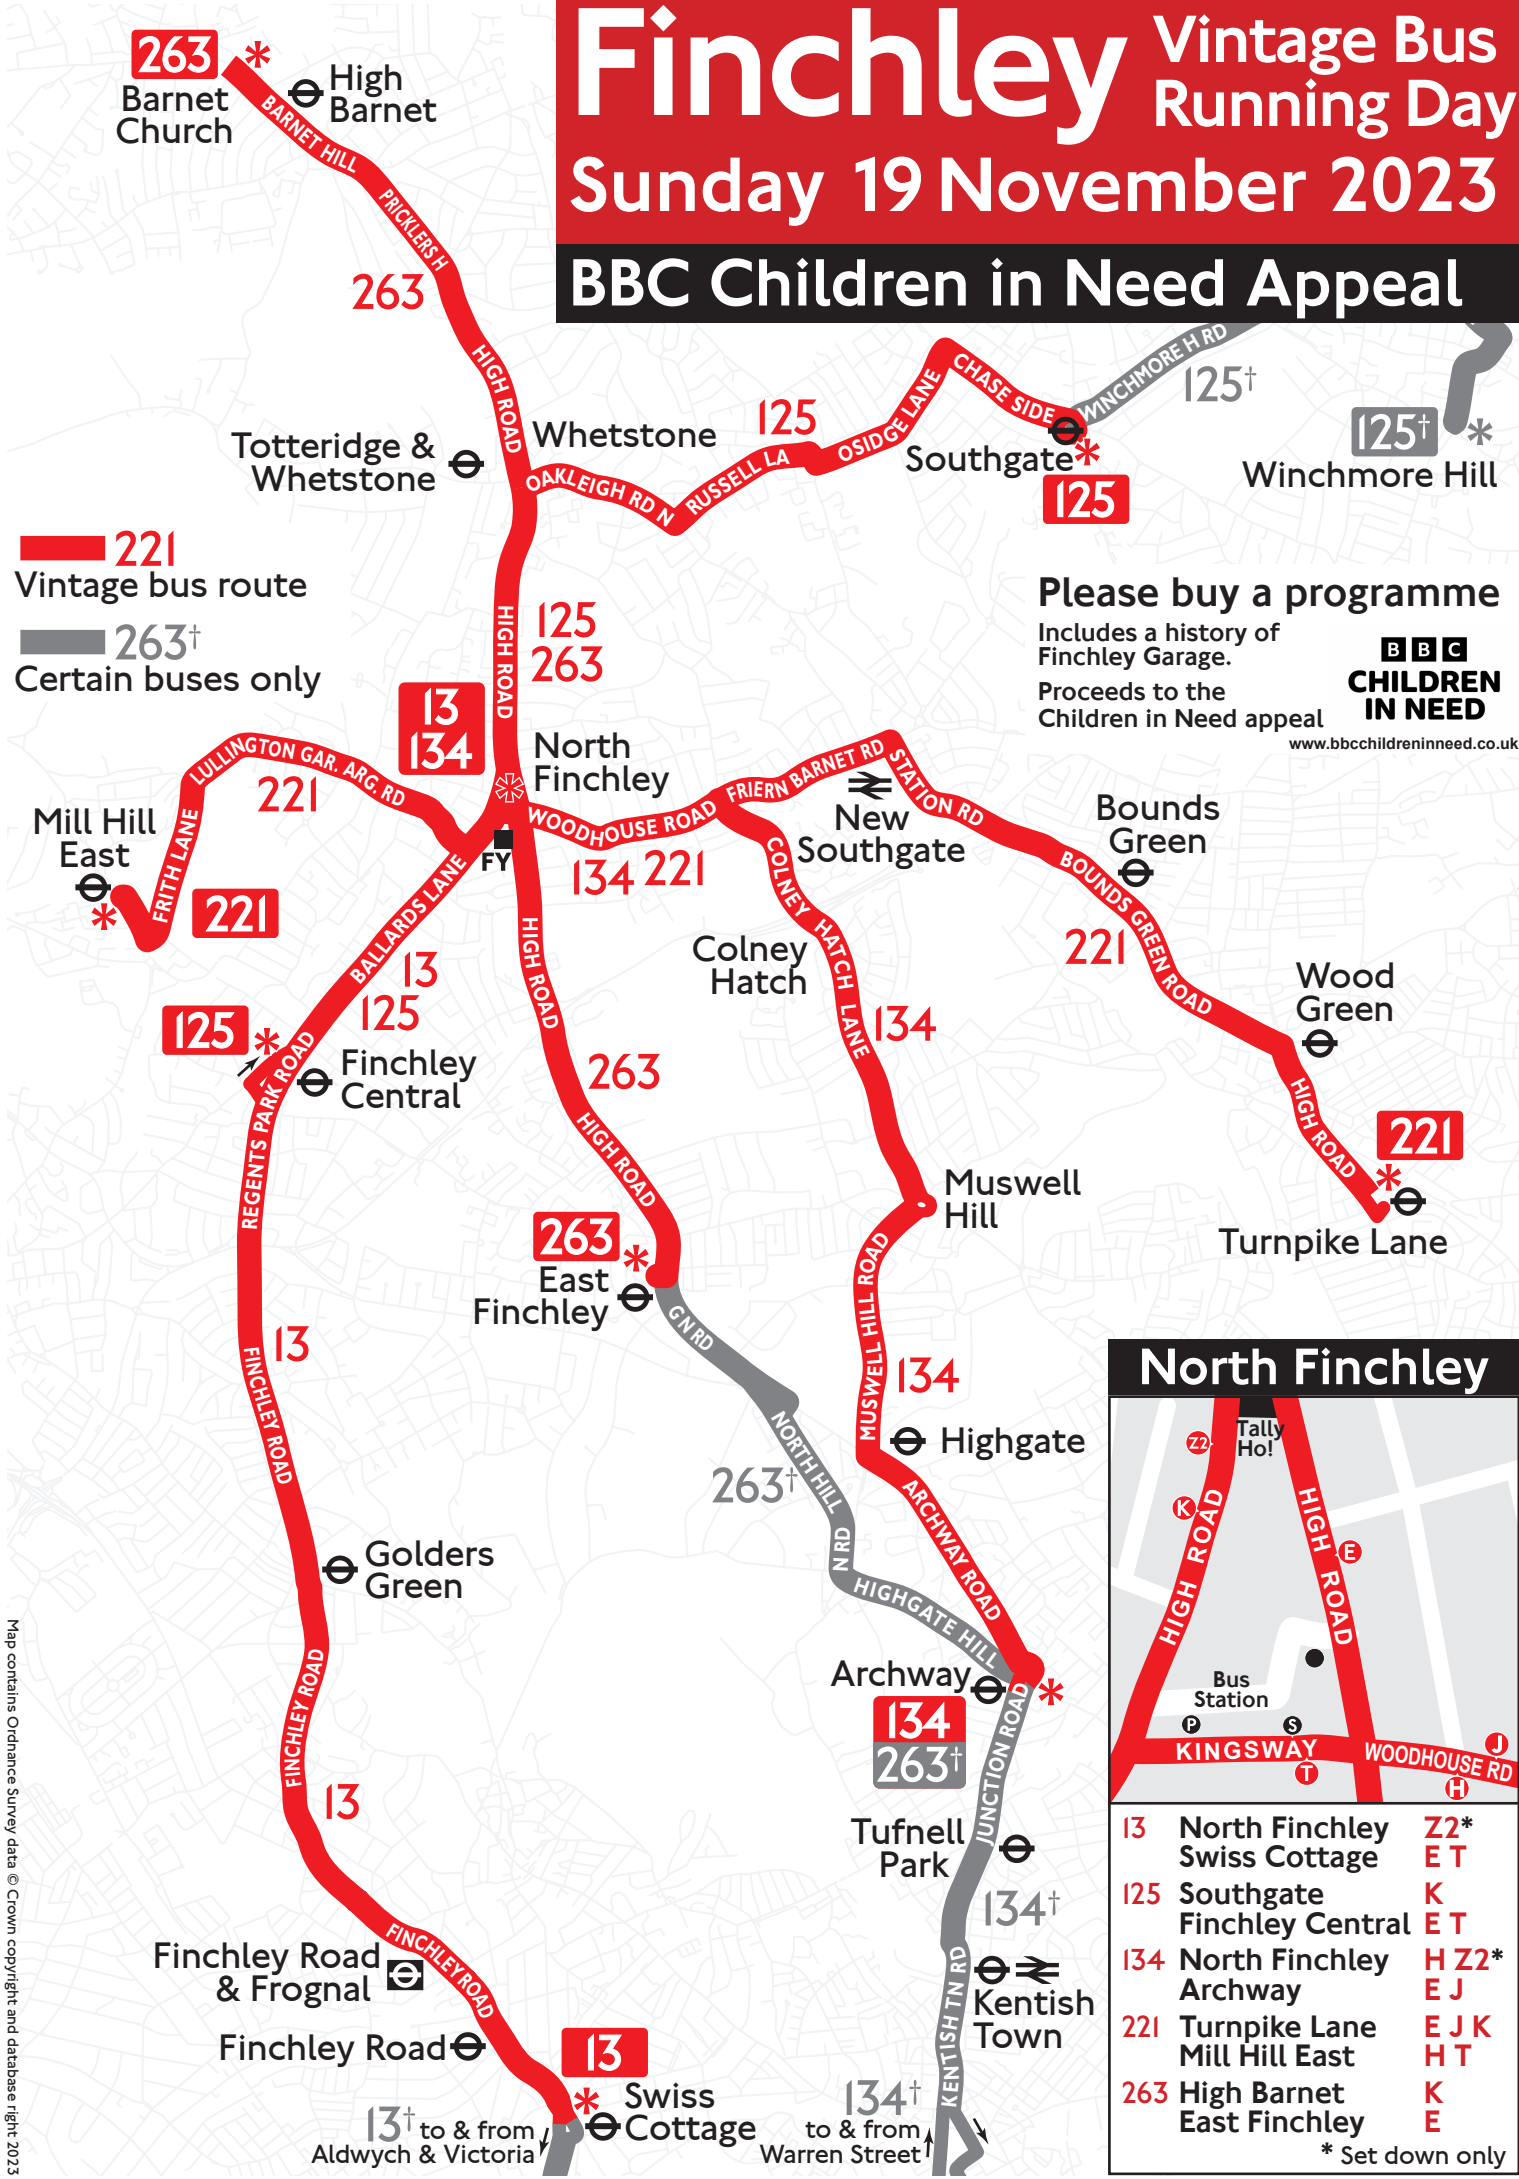 Finchley
Vintage Bus
Running Day
Sunday 19 November 2023
BBC Children in Need Appeal
263 *
Barnet
Church
High
Barnet
BARNET HILL
PRICKLERS H
263
HIGH ROAD
Totteridge &
Whetstone
Whetstone
OAKLEIGH RD N
RUSSELL LA
125
OSIDGE LANE
CHASE SIDE
Southgate *
125
WINCHMORE H RD
125†
125† *
Winchmore Hill
221
Vintage bus route
263†
Certain buses only
HIGH ROAD
125
263
Please buy a programme
Includes a history of
Finchley Garage.
Proceeds to the
Children in Need appeal
BBC
CHILDREN
IN NEED
www.bbcchildreninneed.co.uk
13
134
North
Finchley
LULLINGTON GAR. ARG. RD
221
Mill Hill
East
*
FRITH LANE
221
FY
BALLARDS LANE
13
125
WOODHOUSE ROAD
134 221
FRIERN BARNET RD
New
Southgate
STATION RD
Bounds
Green
BOUNDS GREEN ROAD
221
Wood
Green
HIGH ROAD
221
*
Turnpike Lane
COLNEY HATCH LANE
Colney
Hatch
134
125 *
Finchley
Central
REGENTS PARK ROAD
HIGH ROAD
263
HIGH ROAD
263 *
East
Finchley
Muswell
Hill
MUSWELL HILL ROAD
134
Highgate
G N RD
NORTH HILL
263†
N RD
HIGHGATE HILL
ARCHWAY ROAD
Archway
*
134
263†
JUNCTION ROAD
Tufnell
Park
134†
KENTISH TN RD
Kentish
Town
134†
to & from
Warren Street
13
FINCHLEY ROAD
Golders
Green
FINCHLEY ROAD
13
FINCHLEY ROAD
Finchley Road
& Frognal
Finchley Road
13
*
Swiss
Cottage
13† to & from
Aldwych & Victoria
North Finchley
Tally
Ho!
Z2
K
HIGH ROAD
HIGH ROAD
E
Bus
Station
P
S
KINGSWAY
T
WOODHOUSE RD
J
H
13 North Finchley Z2*
Swiss Cottage E T
125 Southgate K
Finchley Central E T
134 North Finchley H Z2*
Archway E J
221 Turnpike Lane E J K
Mill Hill East H T
263 High Barnet K
East Finchley E
* Set down only
Map contains Ordnance Survey data © Crown copyright and database right 2023